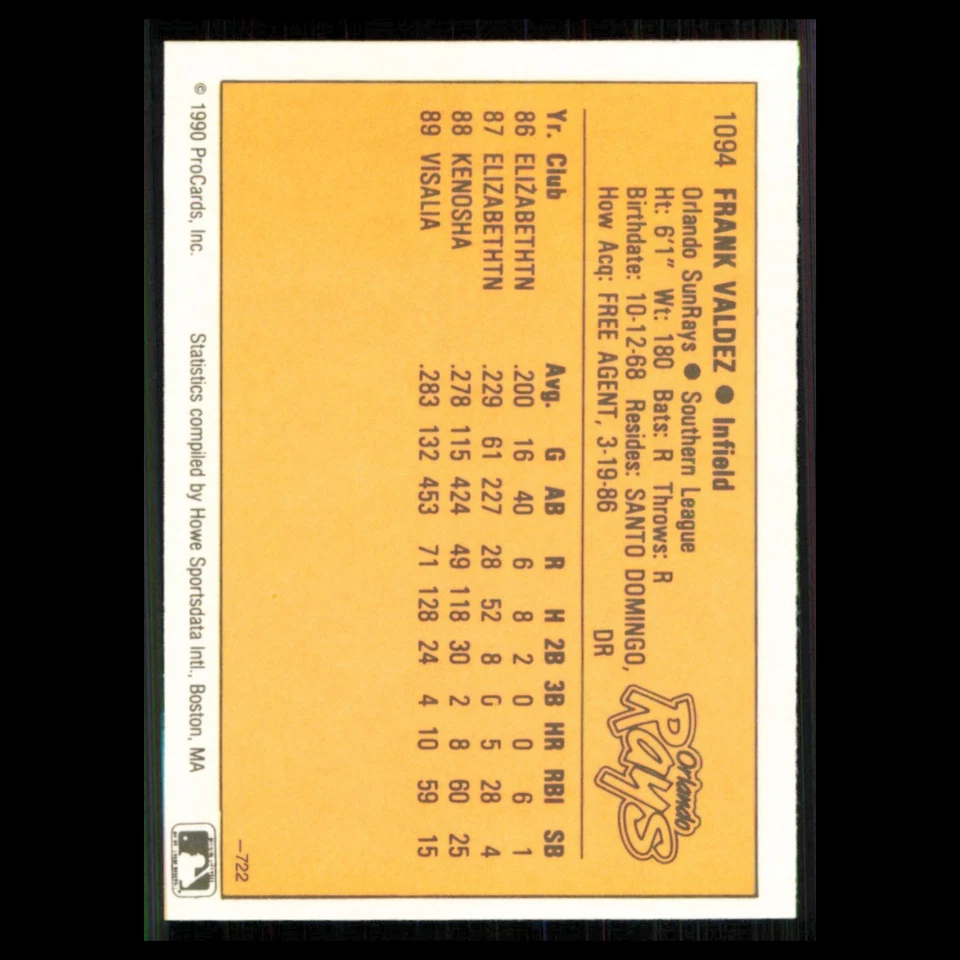 1094 FRANK VALDEZ ● Infield
Orlando SunRays ● Southern League
Ht: 6'1" Wt: 180 Bats: R Throws: R
Birthdate: 10-12-68 Resides: SANTO DOMINGO,
DR
How Acq: FREE AGENT, 3-19-86
Orlando
Rays
Yr. Club Avg. G AB R H 2B 3B HR RBI SB
86 ELIZABETHTN .200 16 40 6 8 2 0 0 6 1
87 ELIZABETHTN .229 61 227 28 52 8 0 5 28 4
88 KENOSHA .278 115 424 49 118 30 2 8 60 25
89 VISALIA .283 132 453 71 128 24 4 10 59 15
–722
© 1990 ProCards, Inc. Statistics compiled by Howe Sportsdata Intl., Boston, MA